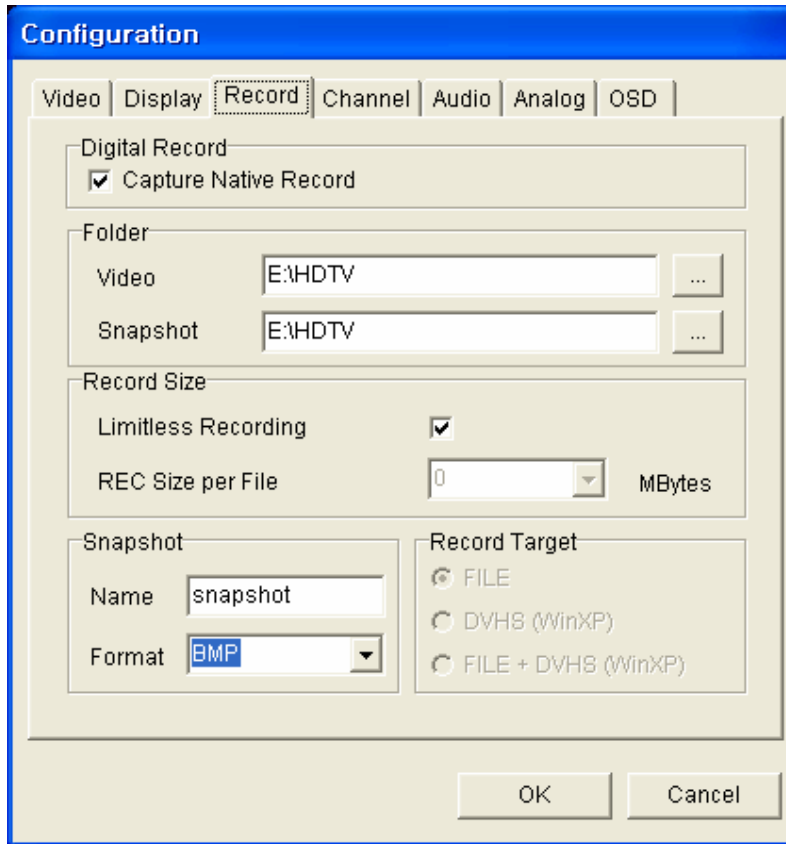 Configuration
Video Display Record Channel Audio Analog OSD
Digital Record
Capture Native Record
Folder
Video E:\HDTV ...
Snapshot E:\HDTV ...
Record Size
Limitless Recording
REC Size per File 0 MBytes
Snapshot
Name snapshot
Format BMP
Record Target
FILE
DVHS (WinXP)
FILE + DVHS (WinXP)
OK Cancel